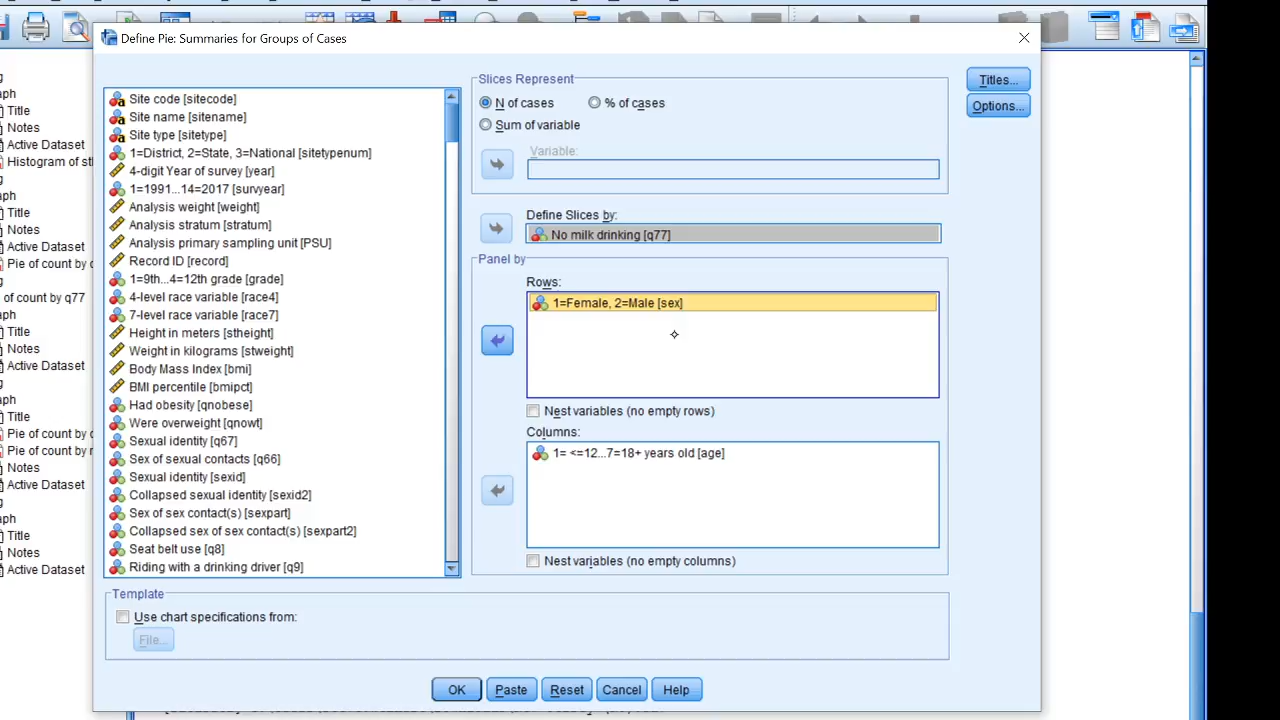 Define Pie: Summaries for Groups of Cases
Site code [sitecode]
Site name [sitename]
Site type [sitetype]
1=District, 2=State, 3=National [sitetypenum]
4-digit Year of survey [year]
1=1991...14=2017 [survyear]
Analysis weight [weight]
Analysis stratum [stratum]
Analysis primary sampling unit [PSU]
Record ID [record]
1=9th...4=12th grade [grade]
4-level race variable [race4]
7-level race variable [race7]
Height in meters [stheight]
Weight in kilograms [stweight]
Body Mass Index [bmi]
BMI percentile [bmipct]
Had obesity [qnobese]
Were overweight [qnowt]
Sexual identity [q67]
Sex of sexual contacts [q66]
Sexual identity [sexid]
Collapsed sexual identity [sexid2]
Sex of sex contact(s) [sexpart]
Collapsed sex of sex contact(s) [sexpart2]
Seat belt use [q8]
Riding with a drinking driver [q9]
Slices Represent
N of cases
% of cases
Sum of variable
Variable:
Define Slices by:
No milk drinking [q77]
Panel by
Rows:
1=Female, 2=Male [sex]
Nest variables (no empty rows)
Columns:
1= <=12...7=18+ years old [age]
Nest variables (no empty columns)
Titles...
Options...
Template
Use chart specifications from:
File...
OK
Paste
Reset
Cancel
Help
g
aph
Title
Notes
Active Dataset
Histogram of st
g
aph
Title
Notes
Active Dataset
Pie of count by c
g
of count by q77
aph
Title
Notes
Active Dataset
g
aph
Title
Pie of count by c
Pie of count by r
Notes
Active Dataset
g
aph
Title
Notes
Active Dataset